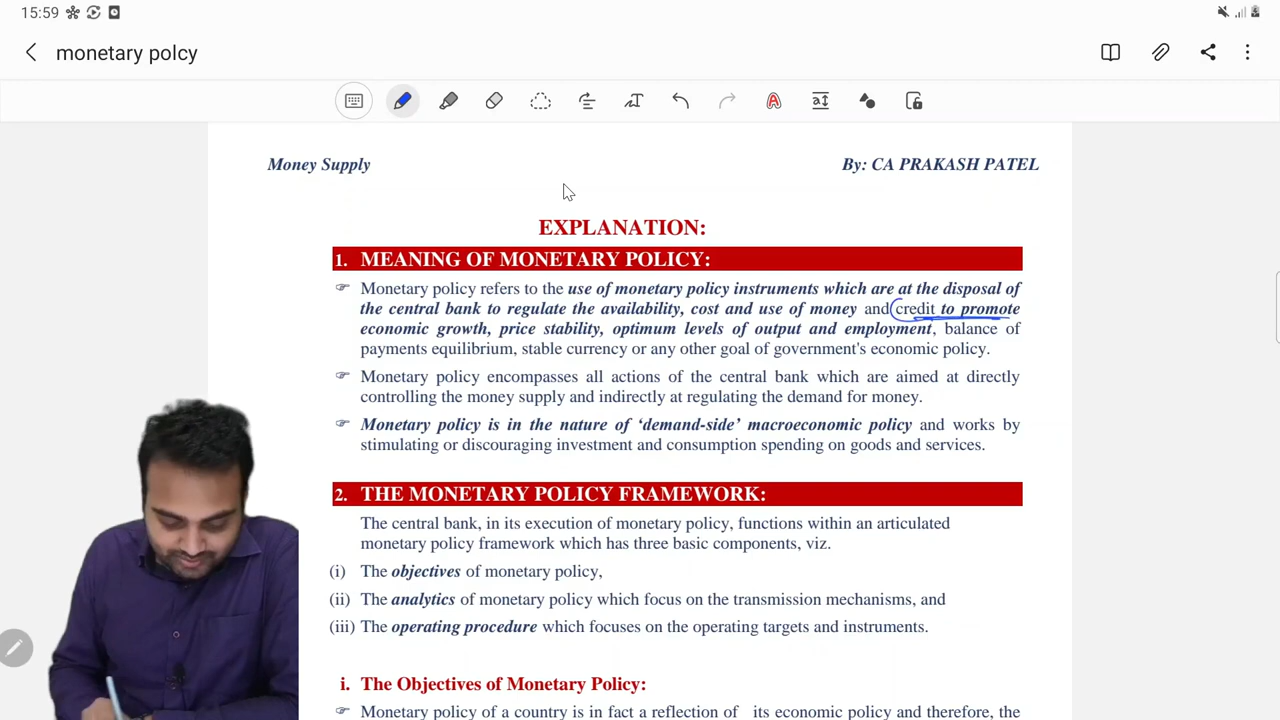 15:59
monetary polcy
Money Supply
By: CA PRAKASH PATEL
EXPLANATION:
1. MEANING OF MONETARY POLICY:
Monetary policy refers to the use of monetary policy instruments which are at the disposal of
the central bank to regulate the availability, cost and use of money and credit to promote
economic growth, price stability, optimum levels of output and employment, balance of
payments equilibrium, stable currency or any other goal of government's economic policy.
Monetary policy encompasses all actions of the central bank which are aimed at directly
controlling the money supply and indirectly at regulating the demand for money.
Monetary policy is in the nature of ‘demand-side’ macroeconomic policy and works by
stimulating or discouraging investment and consumption spending on goods and services.
2. THE MONETARY POLICY FRAMEWORK:
The central bank, in its execution of monetary policy, functions within an articulated
monetary policy framework which has three basic components, viz.
(i) The objectives of monetary policy,
(ii) The analytics of monetary policy which focus on the transmission mechanisms, and
(iii) The operating procedure which focuses on the operating targets and instruments.
i. The Objectives of Monetary Policy:
Monetary policy of a country is in fact a reflection of its economic policy and therefore, the